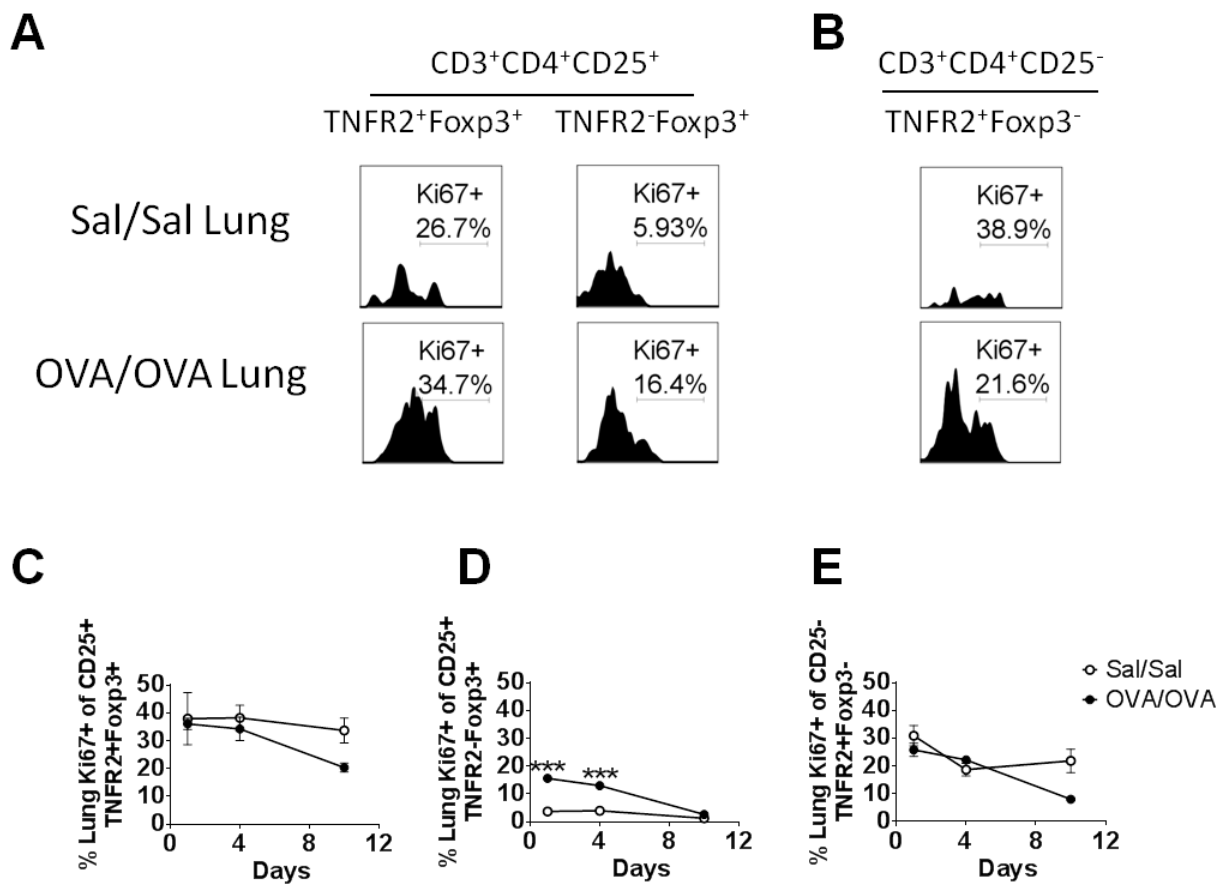 A
B
CD3⁺CD4⁺CD25⁺
CD3⁺CD4⁺CD25⁻
TNFR2⁺Foxp3⁺ TNFR2⁻Foxp3⁺
TNFR2⁺Foxp3⁻
Sal/Sal Lung
Ki67+
26.7%
Ki67+
5.93%
Ki67+
38.9%
OVA/OVA Lung
Ki67+
34.7%
Ki67+
16.4%
Ki67+
21.6%
C
% Lung Ki67+ of CD25+
TNFR2+Foxp3+
50
40
30
20
10
0
0 4 8 12
Days
D
% Lung Ki67+ of CD25+
TNFR2-Foxp3+
50
40
30
20
10
0
*** ***
0 4 8 12
Days
E
% Lung Ki67+ of CD25-
TNFR2+Foxp3-
50
40
30
20
10
0
0 4 8 12
Days
Sal/Sal
OVA/OVA